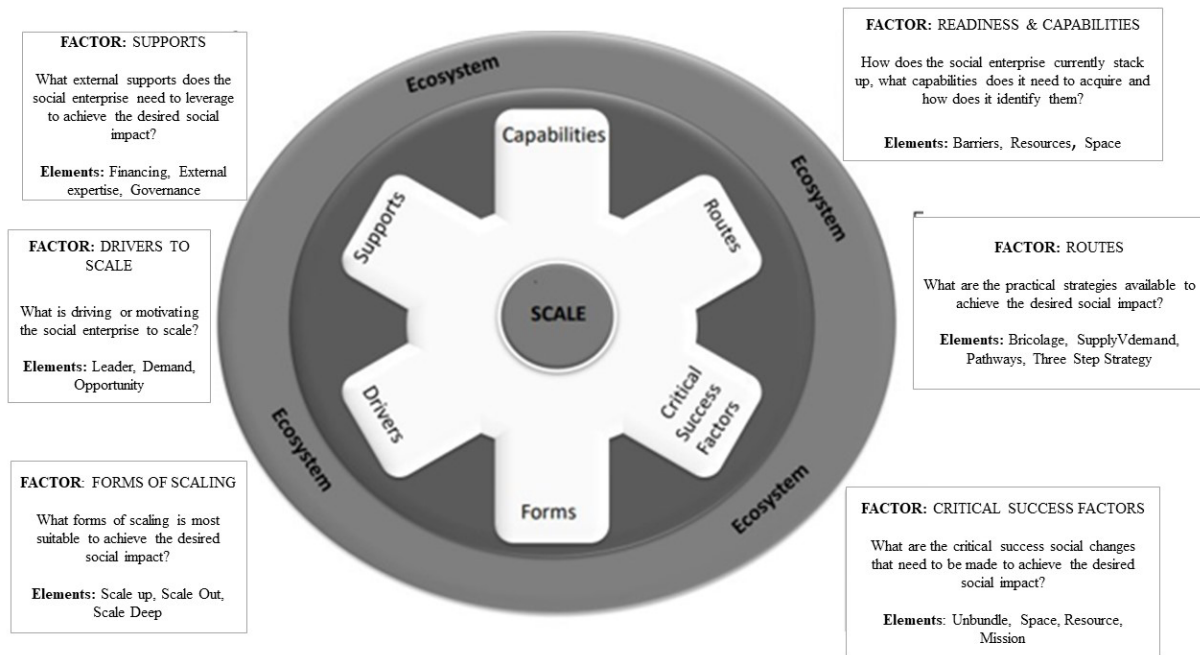 FACTOR: SUPPORTS
What external supports does the
social enterprise need to leverage
to achieve the desired social
impact?
Elements: Financing, External
expertise, Governance
FACTOR: DRIVERS TO
SCALE
What is driving or motivating
the social enterprise to scale?
Elements: Leader, Demand,
Opportunity
FACTOR: FORMS OF SCALING
What forms of scaling is most
suitable to achieve the desired
social impact?
Elements: Scale up, Scale Out,
Scale Deep
Ecosystem
Ecosystem
Ecosystem
Ecosystem
Capabilities
Supports
Routes
SCALE
Drivers
Critical
Success
Factors
Forms
FACTOR: READINESS & CAPABILITIES
How does the social enterprise currently stack
up, what capabilities does it need to acquire and
how does it identify them?
Elements: Barriers, Resources, Space
FACTOR: ROUTES
What are the practical strategies available to
achieve the desired social impact?
Elements: Bricolage, SupplyVdemand,
Pathways, Three Step Strategy
FACTOR: CRITICAL SUCCESS FACTORS
What are the critical success social changes
that need to be made to achieve the desired
social impact?
Elements: Unbundle, Space, Resource,
Mission